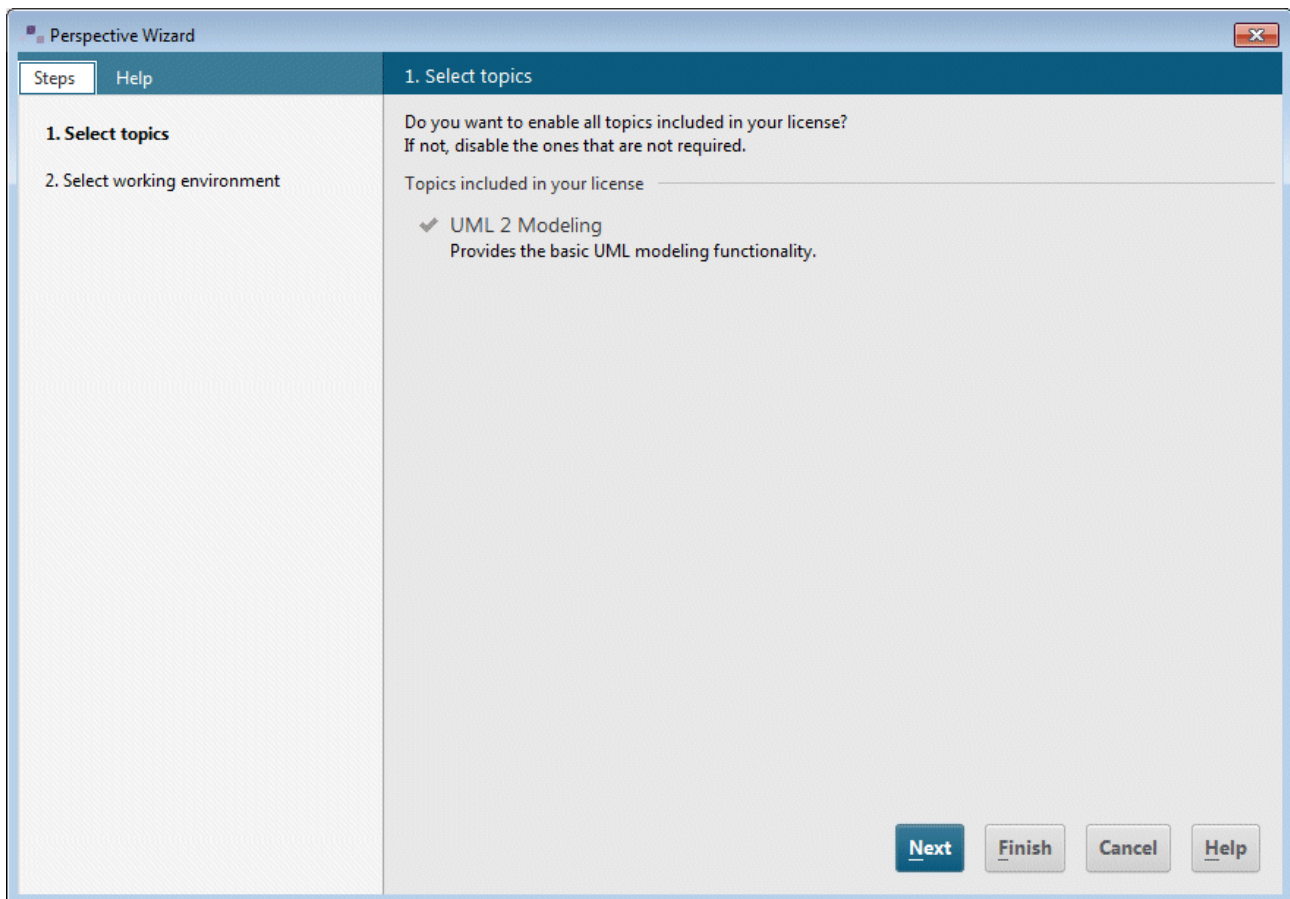 Perspective Wizard
Steps
Help
1. Select topics
1. Select topics
2. Select working environment
Do you want to enable all topics included in your license?
If not, disable the ones that are not required.
Topics included in your license
UML 2 Modeling
Provides the basic UML modeling functionality.
Next
Finish
Cancel
Help